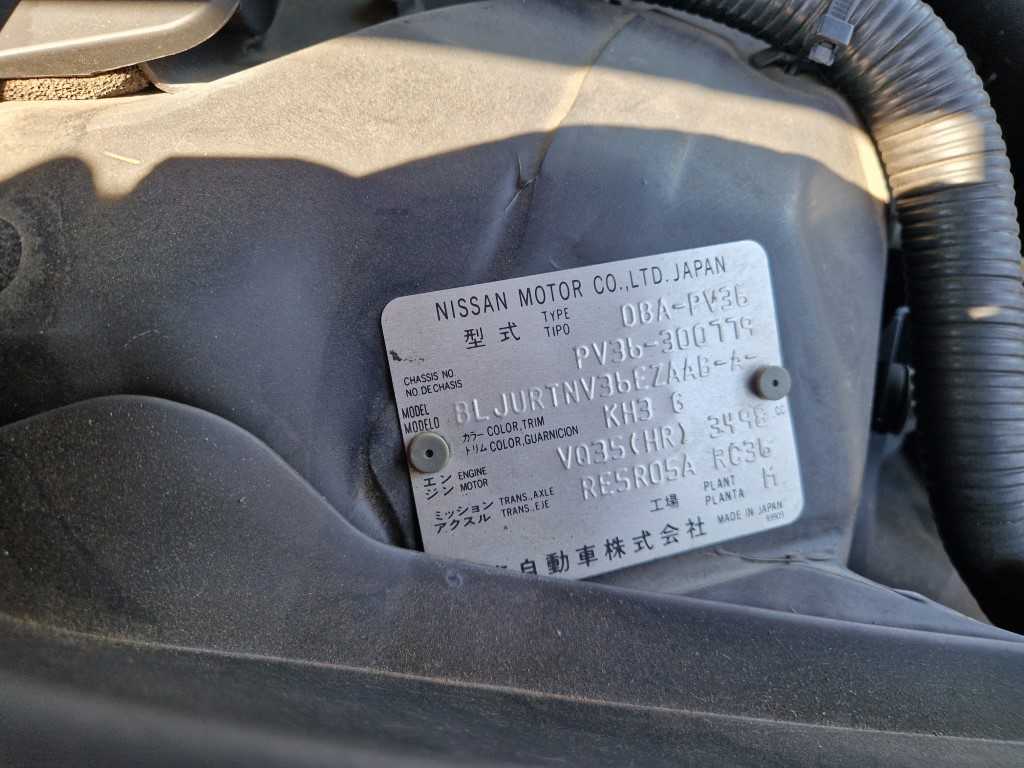 NISSAN MOTOR CO.,LTD. JAPAN
型式 TYPE TIPO DBA-PV36
CHASSIS NO. NO. DE CHASIS PV36-300779
MODEL MODELO BLJURTNV36EZAAB-A-
カラー COLOR,TRIM トリム COLOR,GUARNICION KH3 G
エンジン ENGINE MOTOR VQ35(HR) 3498 cc
ミッション アクスル TRANS.,AXLE TRANS.,EJE RE5R05A RC36
工場 PLANT PLANTA M
自動車株式会社 MADE IN JAPAN